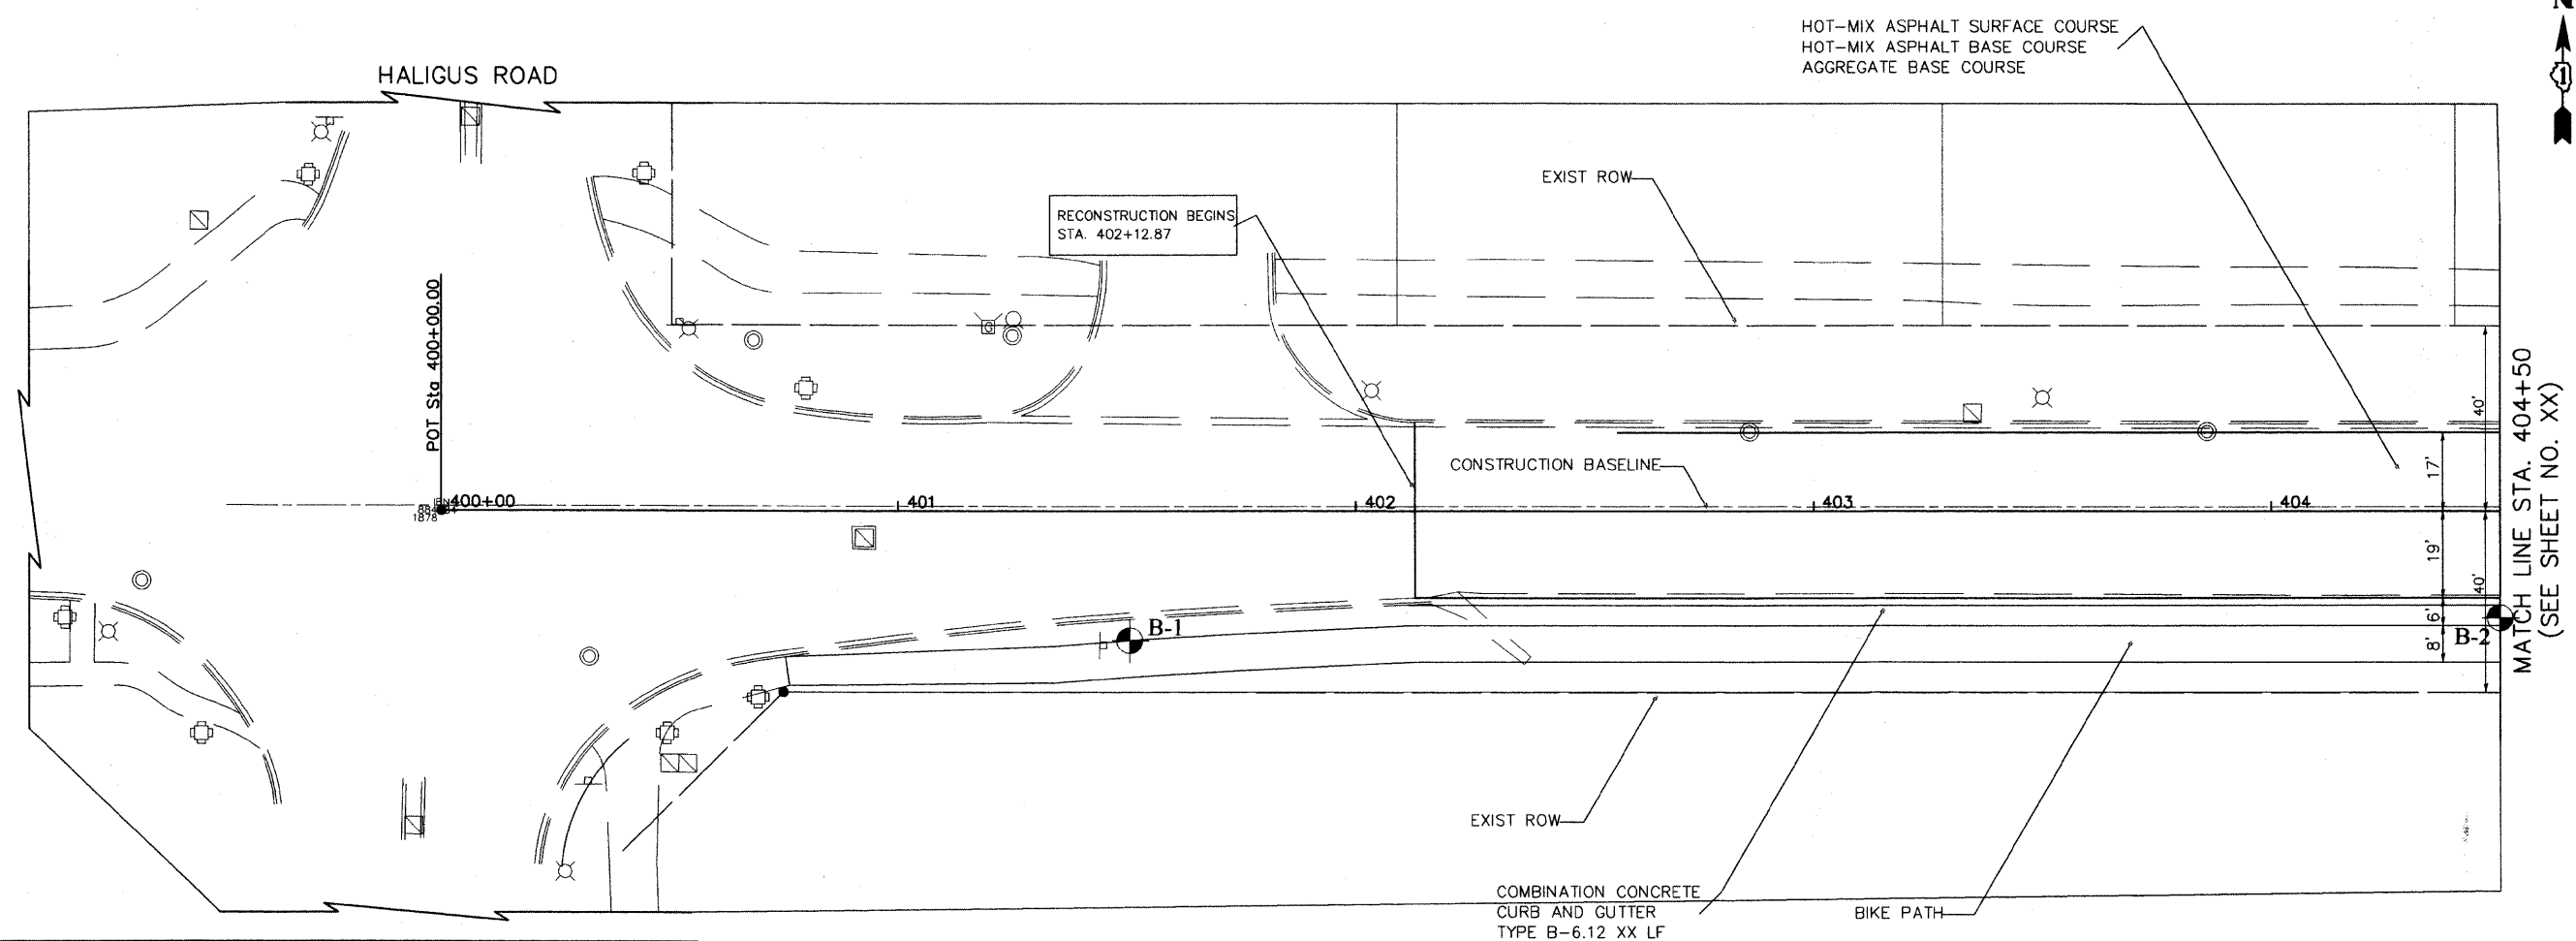 N
HOT-MIX ASPHALT SURFACE COURSE
HOT-MIX ASPHALT BASE COURSE
AGGREGATE BASE COURSE
1
HALIGUS ROAD
EXIST ROW
RECONSTRUCTION BEGINS
STA. 402+12.87
POT Sta 400+00.00
G
CONSTRUCTION BASELINE
400+00
401
402
403
404
1878
40'
17'
19'
40'
6'
8'
MATCH LINE STA. 404+50
(SEE SHEET NO. XX)
B-1
B-2
EXIST ROW
COMBINATION CONCRETE
CURB AND GUTTER
TYPE B-6.12 XX LF
BIKE PATH